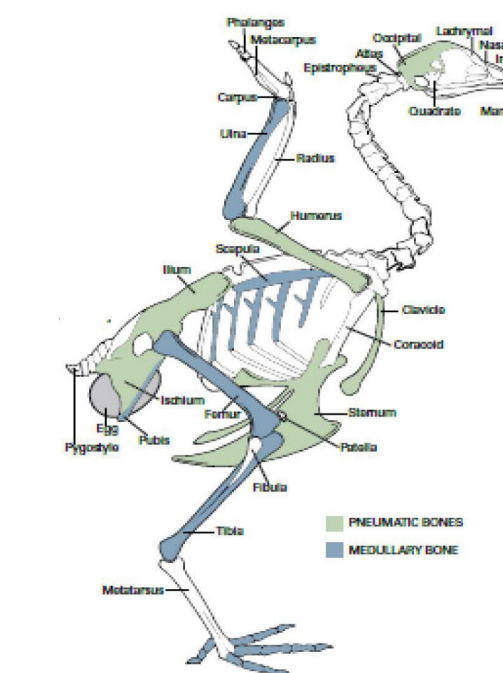 Phalanges
Metacarpus
Occipital
Lachrymal
Atlas
Epistropheus
Carpus
Quadrate
Ulna
Radius
Humerus
Scapula
Ilium
Clavicle
Coracoid
Ischium
Femur
Sternum
Egg
Pubis
Pygostyle
Patella
Fibula
PNEUMATIC BONES
Tibia
MEDULLARY BONE
Metatarsus